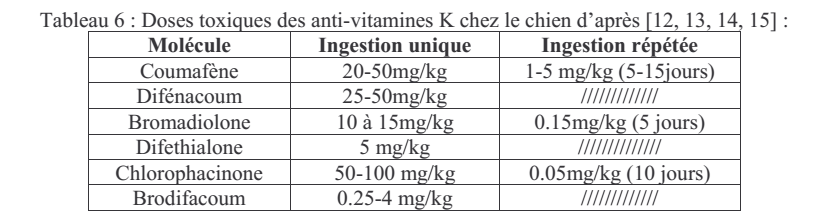 Tableau 6 : Doses toxiques des anti-vitamines K chez le chien d’après [12, 13, 14, 15] :
Molécule Ingestion unique Ingestion répétée
Coumafène 20-50mg/kg 1-5 mg/kg (5-15jours)
Difénacoum 25-50mg/kg /////////////
Bromadiolone 10 à 15mg/kg 0.15mg/kg (5 jours)
Difethialone 5 mg/kg //////////////
Chlorophacinone 50-100 mg/kg 0.05mg/kg (10 jours)
Brodifacoum 0.25-4 mg/kg /////////////